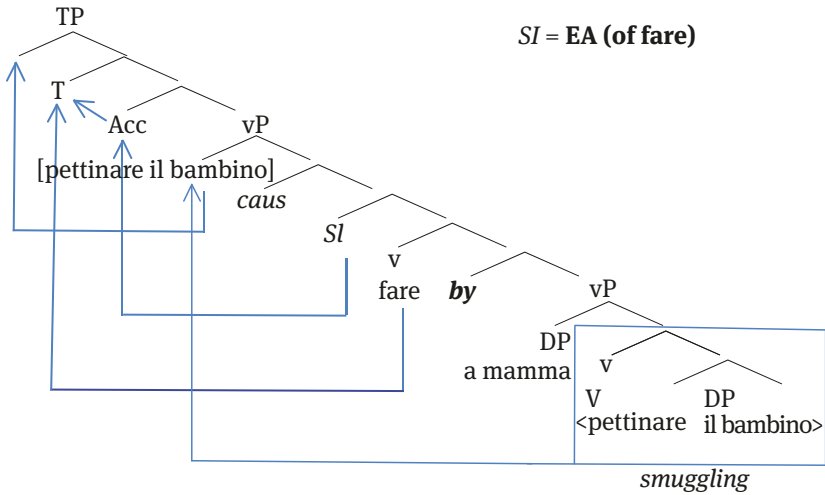 TP
SI = EA (of fare)
T
Acc
vP
[pettinare il bambino]
caus
Sl
v
fare
by
vP
DP
a mamma
v
V
DP
<pettinare
il bambino>
smuggling